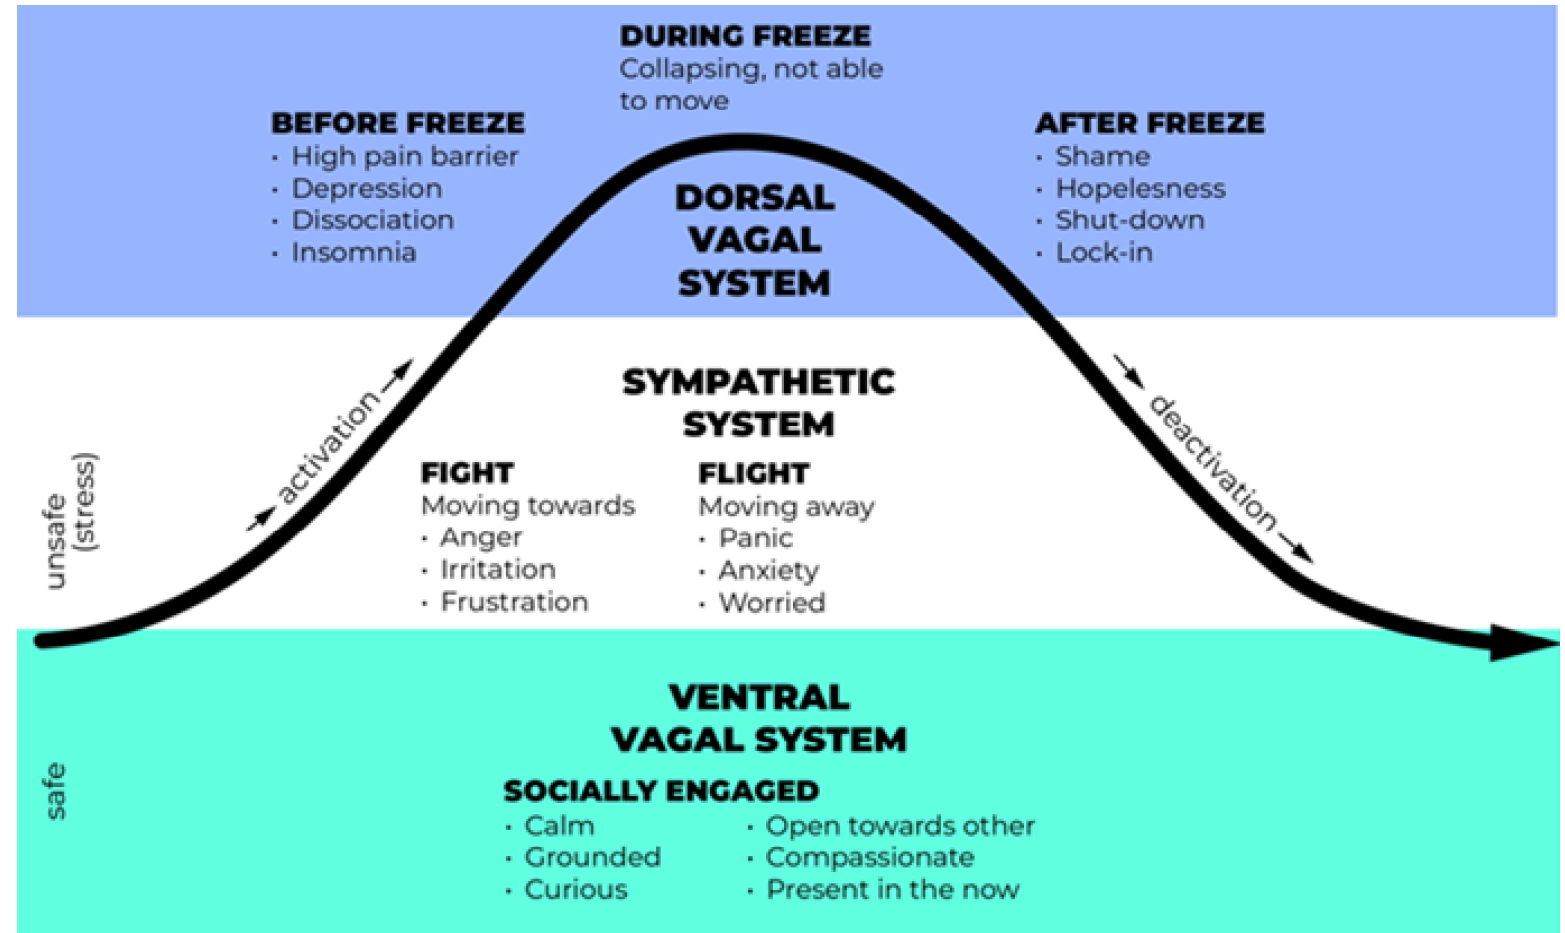 DURING FREEZE
Collapsing, not able
to move
BEFORE FREEZE
· High pain barrier
· Depression
· Dissociation
· Insomnia
AFTER FREEZE
· Shame
· Hopelesness
· Shut-down
· Lock-in
DORSAL
VAGAL
SYSTEM
activation
deactivation
SYMPATHETIC
SYSTEM
unsafe
(stress)
FIGHT
Moving towards
· Anger
· Irritation
· Frustration
FLIGHT
Moving away
· Panic
· Anxiety
· Worried
VENTRAL
VAGAL SYSTEM
safe
SOCIALLY ENGAGED
· Calm
· Grounded
· Curious
· Open towards other
· Compassionate
· Present in the now